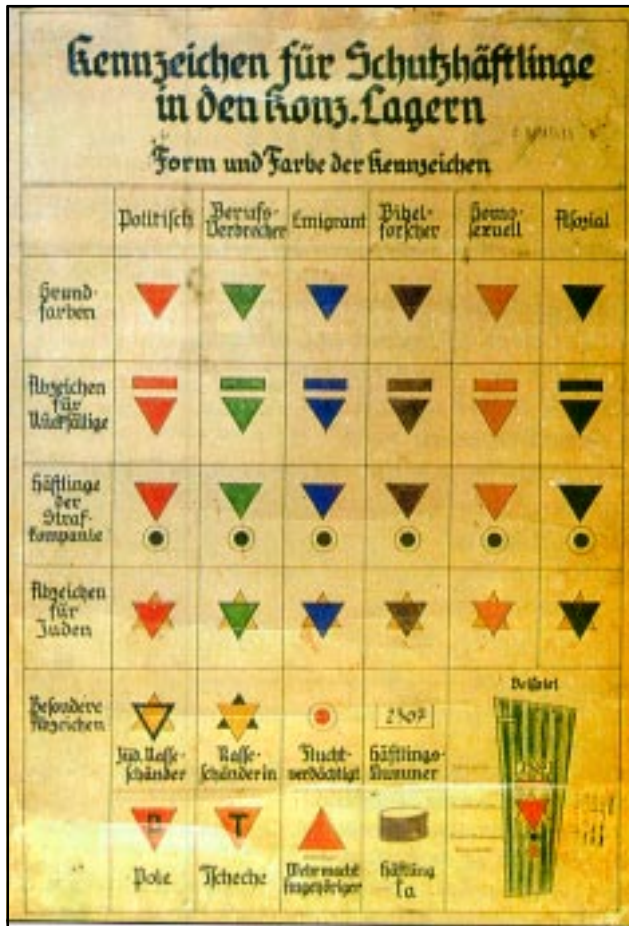 Kennzeichen für Schutzhäftlinge
in den Konz.Lagern
Form und Farbe der Kennzeichen
Politisch
Berufs-
Verbrecher
Emigrant
Bibel-
forscher
Homo-
sexuell
Asozial
Grund-
farben
Abzeichen
für
Rückfällige
Häftlinge
der
Straf-
kompanie
Abzeichen
für
Juden
Besondere
Abzeichen
Jüd. Rasse-
schänder
Rasse-
schänderin
Flucht-
verdächtigt
2307
Häftlings-
Nummer
Beispiel
P
Pole
T
Tscheche
Wehrmacht
Angehöriger
Häftling